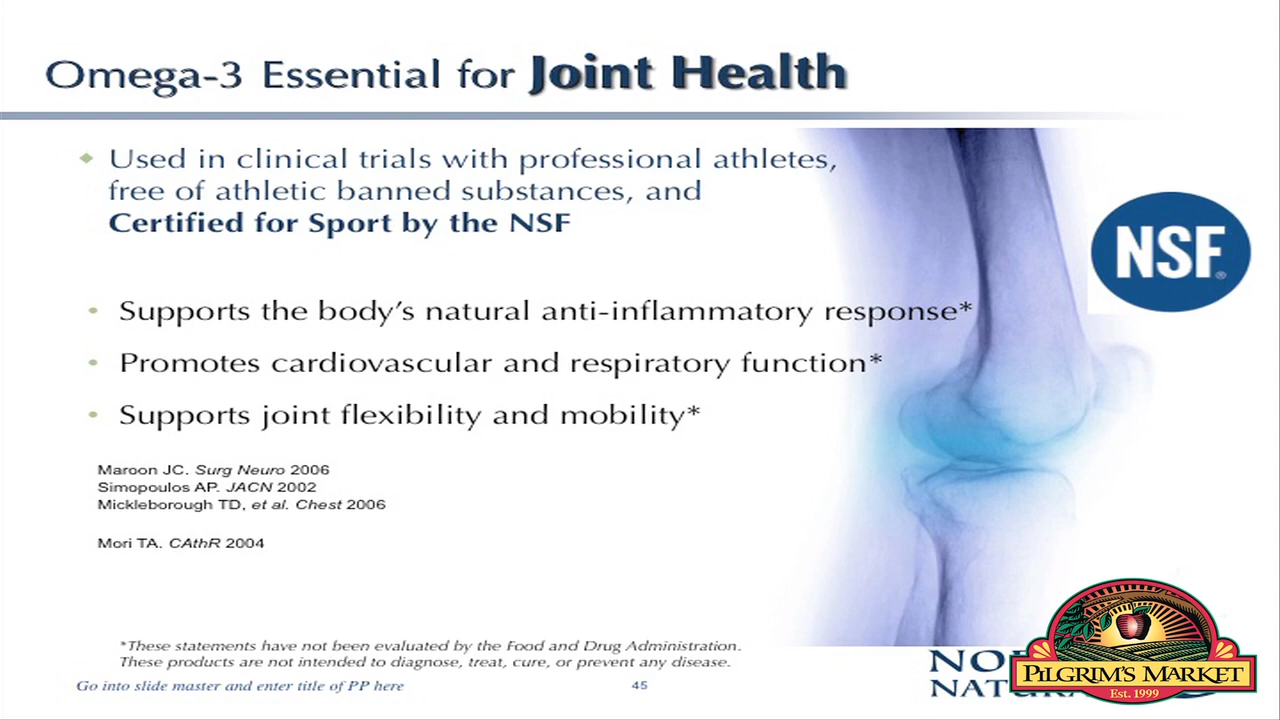 Omega-3 Essential for Joint Health
Used in clinical trials with professional athletes,
free of athletic banned substances, and
Certified for Sport by the NSF
NSF®
• Supports the body's natural anti-inflammatory response*
• Promotes cardiovascular and respiratory function*
• Supports joint flexibility and mobility*
Maroon JC. Surg Neuro 2006
Simopoulos AP. JACN 2002
Mickleborough TD, et al. Chest 2006
Mori TA. CAthR 2004
*These statements have not been evaluated by the Food and Drug Administration.
These products are not intended to diagnose, treat, cure, or prevent any disease.
Go into slide master and enter title of PP here
45
PILGRIM'S MARKET
Est. 1999